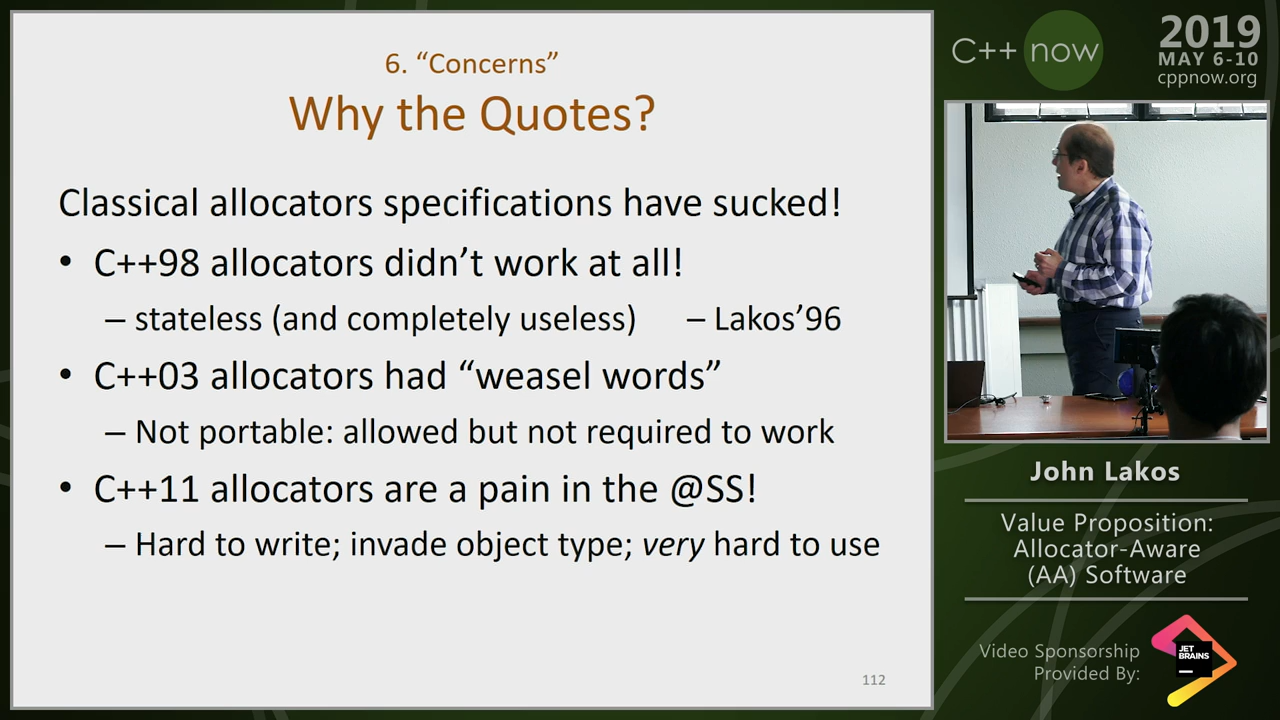 6. “Concerns”
Why the Quotes?
Classical allocators specifications have sucked!
• C++98 allocators didn’t work at all!
– stateless (and completely useless) – Lakos’96
• C++03 allocators had “weasel words”
– Not portable: allowed but not required to work
• C++11 allocators are a pain in the @SS!
– Hard to write; invade object type; very hard to use
112
C++ now
2019
MAY 6-10
cppnow.org
John Lakos
Value Proposition:
Allocator-Aware
(AA) Software
Video Sponsorship
Provided By:
JET
BRAINS